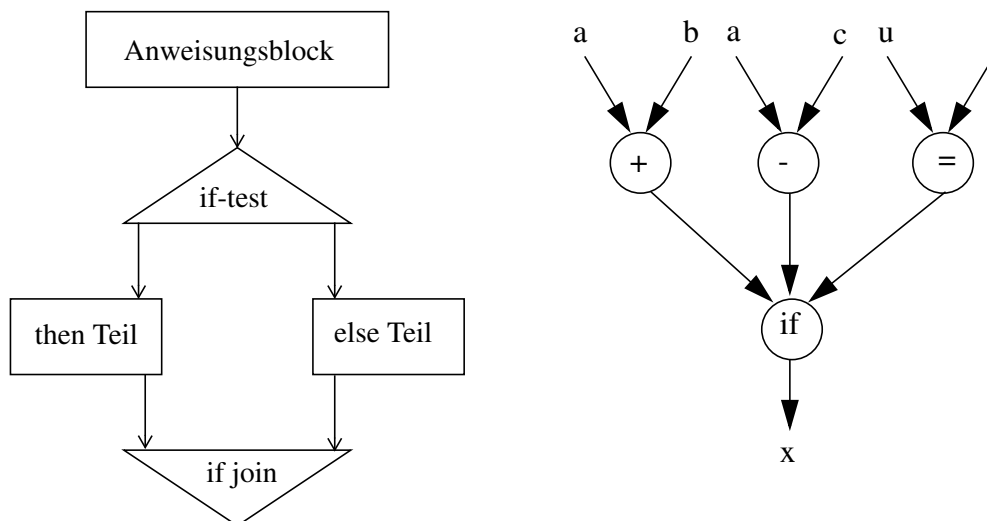 Anweisungsblock
if-test
then Teil
else Teil
if join
a b a c u
+ - =
if
x